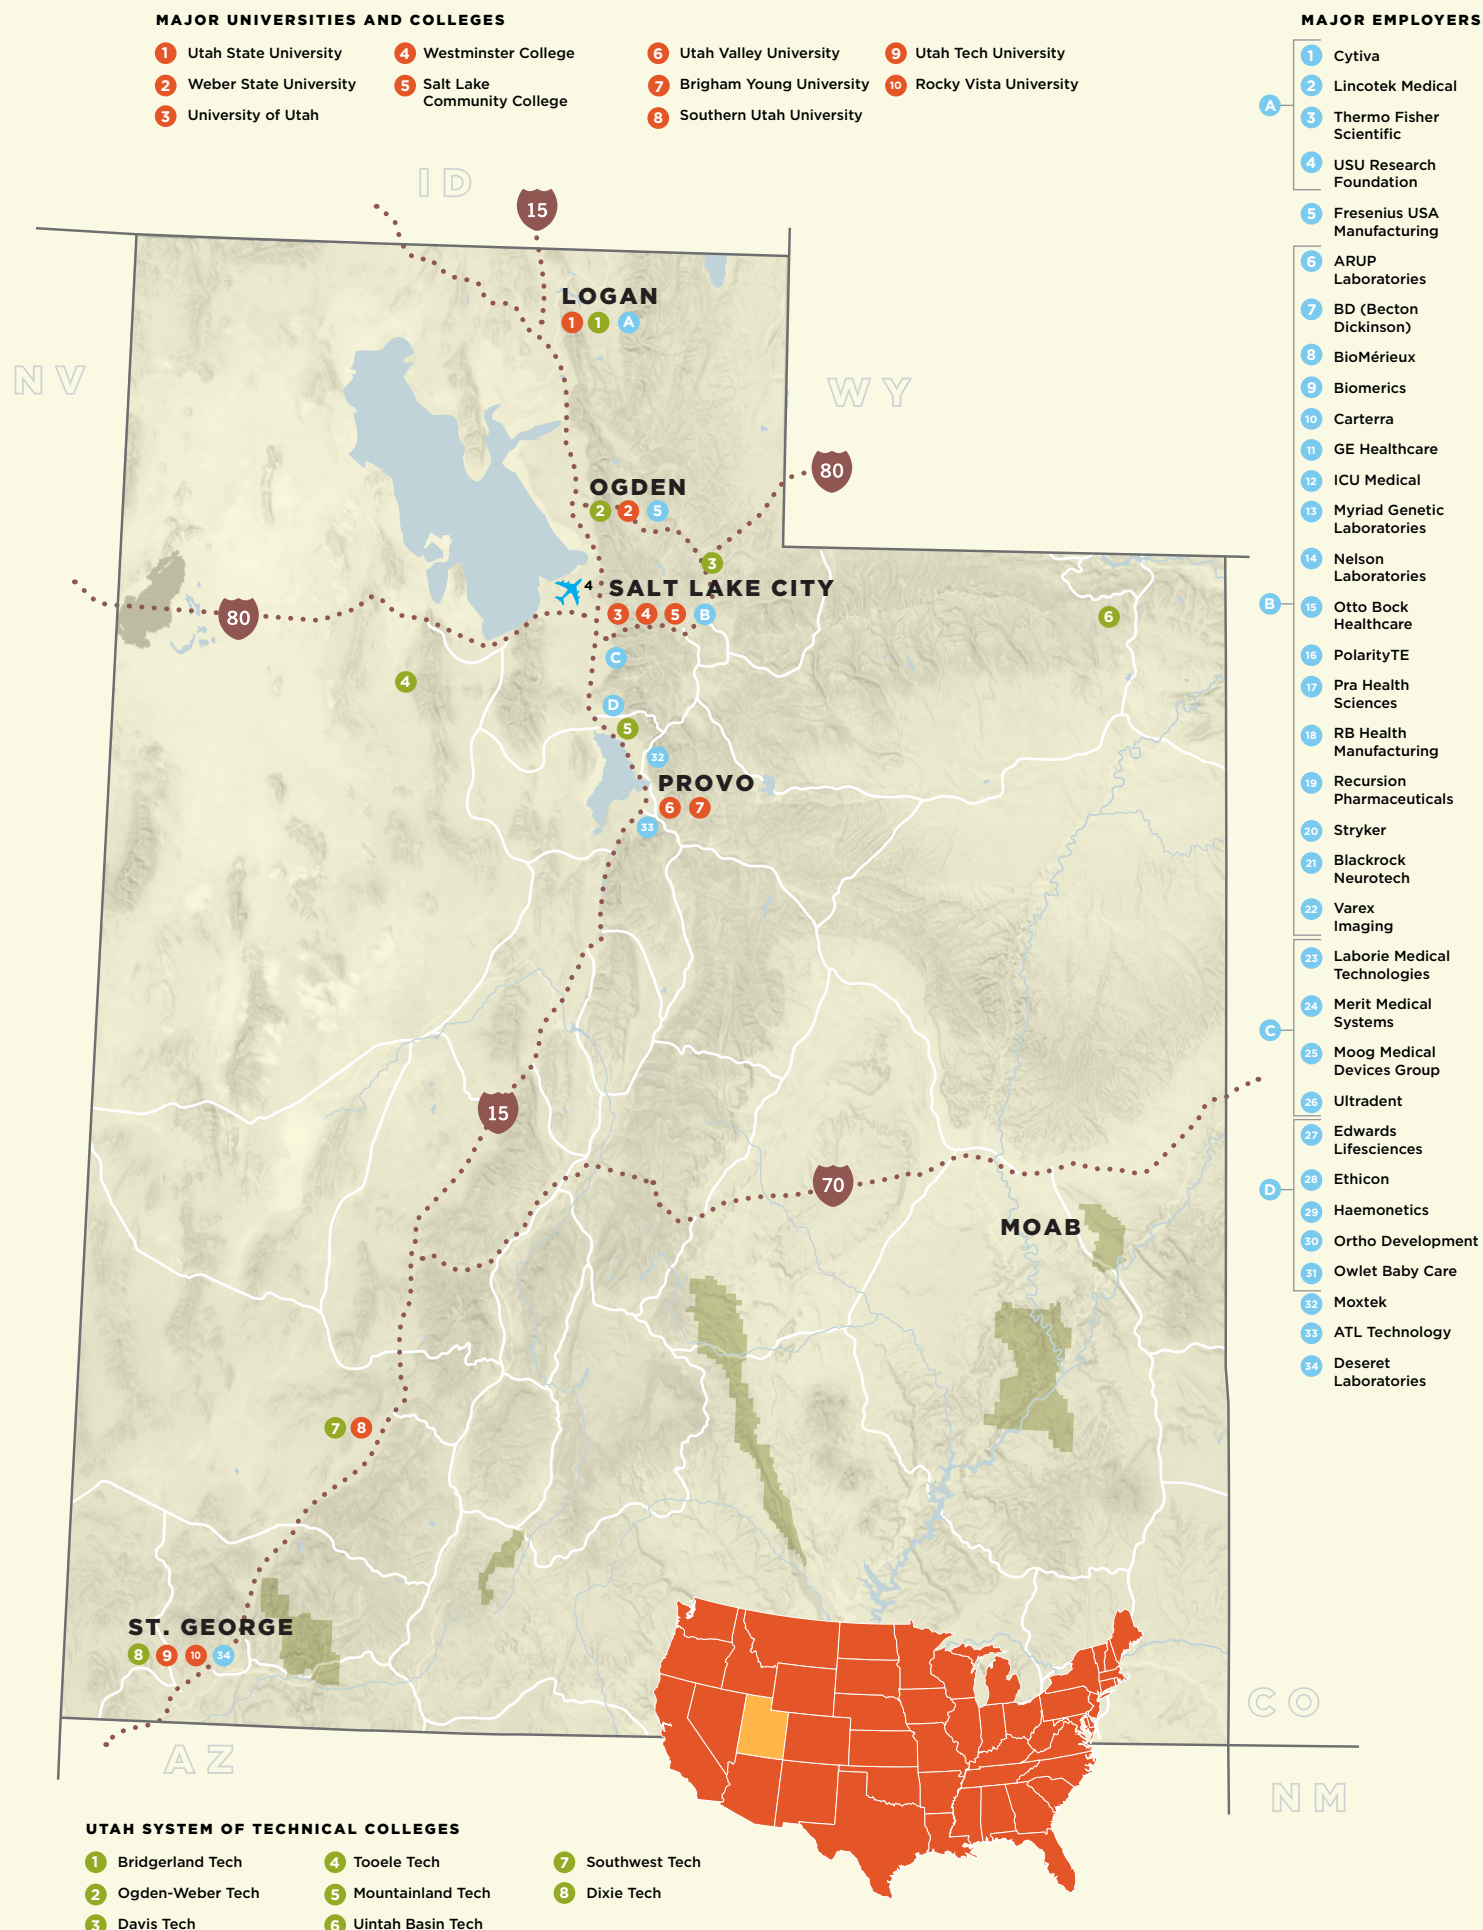 MAJOR UNIVERSITIES AND COLLEGES
1 Utah State University
2 Weber State University
3 University of Utah
4 Westminster College
5 Salt Lake
Community College
6 Utah Valley University
7 Brigham Young University
8 Southern Utah University
9 Utah Tech University
10 Rocky Vista University
MAJOR EMPLOYERS
A
1 Cytiva
2 Lincotek Medical
3 Thermo Fisher
Scientific
4 USU Research
Foundation
5 Fresenius USA
Manufacturing
B
6 ARUP
Laboratories
7 BD (Becton
Dickinson)
8 BioMérieux
9 Biomerics
10 Carterra
11 GE Healthcare
12 ICU Medical
13 Myriad Genetic
Laboratories
14 Nelson
Laboratories
15 Otto Bock
Healthcare
16 PolarityTE
17 Pra Health
Sciences
18 RB Health
Manufacturing
19 Recursion
Pharmaceuticals
20 Stryker
21 Blackrock
Neurotech
22 Varex
Imaging
C
23 Laborie Medical
Technologies
24 Merit Medical
Systems
25 Moog Medical
Devices Group
26 Ultradent
D
27 Edwards
Lifesciences
28 Ethicon
29 Haemonetics
30 Ortho Development
31 Owlet Baby Care
32 Moxtek
33 ATL Technology
34 Deseret
Laboratories
ID
15
LOGAN
1 1 A
NV
WY
80
OGDEN
2 2 5
3
4 SALT LAKE CITY
3 4 5 B
80
6
C
4
D
5
32
PROVO
6 7
33
15
70
MOAB
7 8
ST. GEORGE
8 9 10 34
CO
AZ
NM
UTAH SYSTEM OF TECHNICAL COLLEGES
1 Bridgerland Tech
2 Ogden-Weber Tech
3 Davis Tech
4 Tooele Tech
5 Mountainland Tech
6 Uintah Basin Tech
7 Southwest Tech
8 Dixie Tech